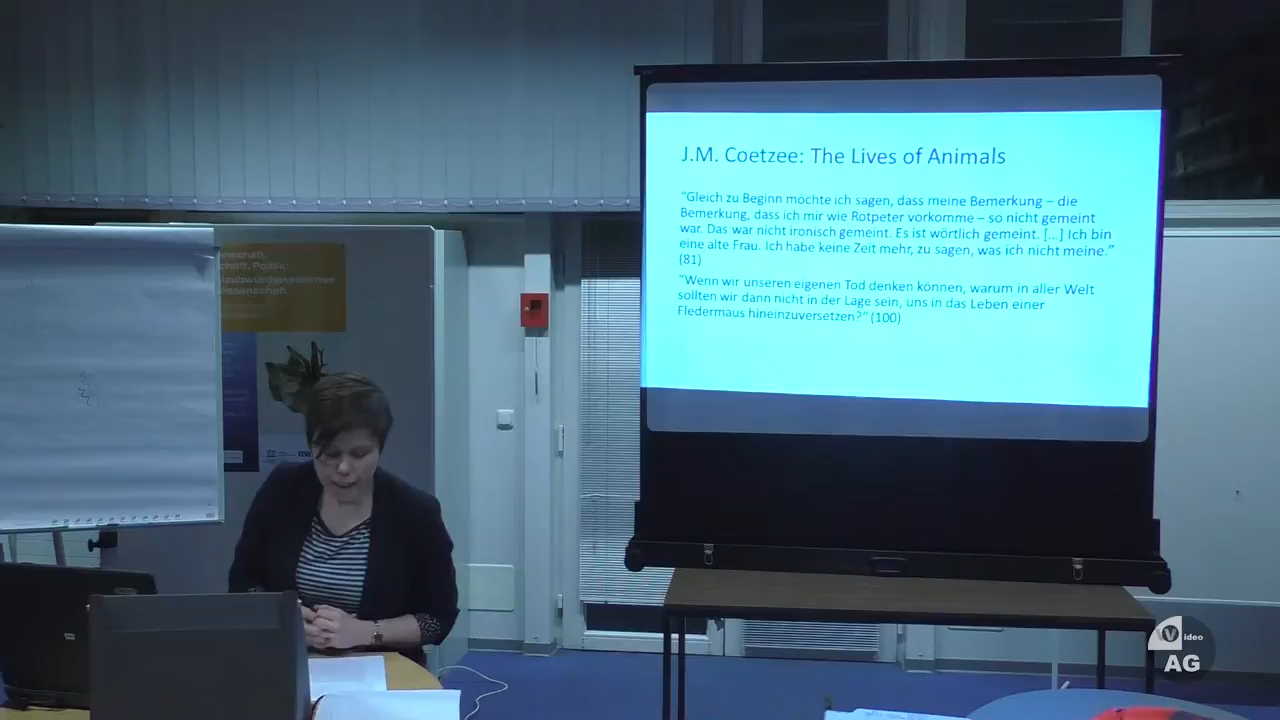 J.M. Coetzee: The Lives of Animals
“Gleich zu Beginn möchte ich sagen, dass meine Bemerkung – die
Bemerkung, dass ich mir wie Rotpeter vorkomme – so nicht gemeint
war. Das war nicht ironisch gemeint. Es ist wörtlich gemeint. [...] Ich bin
eine alte Frau. Ich habe keine Zeit mehr, zu sagen, was ich nicht meine.”
(81)
“Wenn wir unseren eigenen Tod denken können, warum in aller Welt
sollten wir dann nicht in der Lage sein, uns in das Leben einer
Fledermaus hineinzuversetzen?” (100)
Video
AG